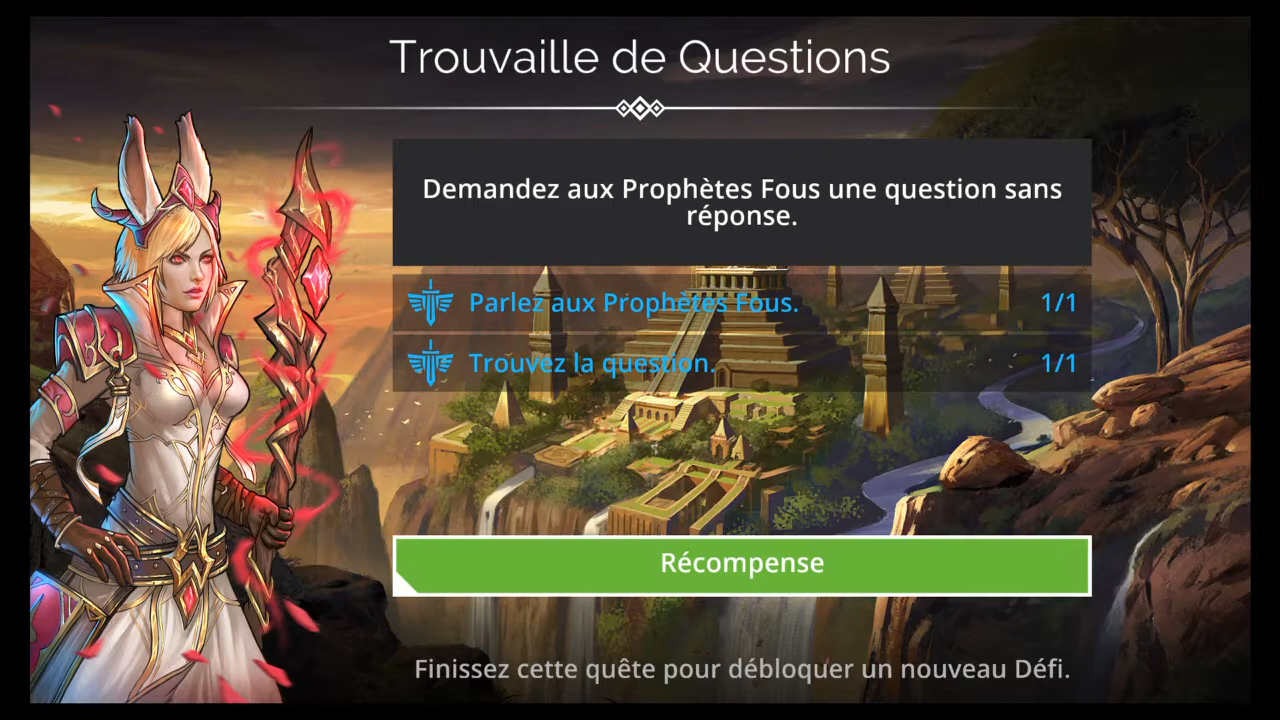 Trouvaille de Questions
Demandez aux Prophètes Fous une question sans
réponse.
Parlez aux Prophètes Fous. 1/1
Trouvez la question. 1/1
Récompense
Finissez cette quête pour débloquer un nouveau Défi.